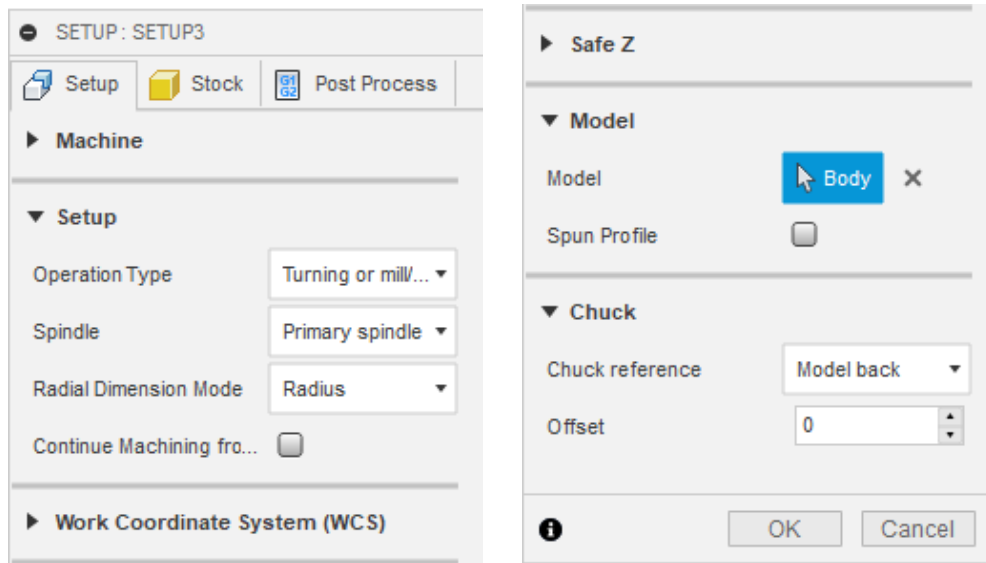 SETUP : SETUP3
Setup Stock G1 G2 Post Process
Machine
Setup
Operation Type Turning or mill/...
Spindle Primary spindle
Radial Dimension Mode Radius
Continue Machining fro...
Work Coordinate System (WCS)
Safe Z
Model
Model Body
Spun Profile
Chuck
Chuck reference Model back
Offset 0
OK Cancel